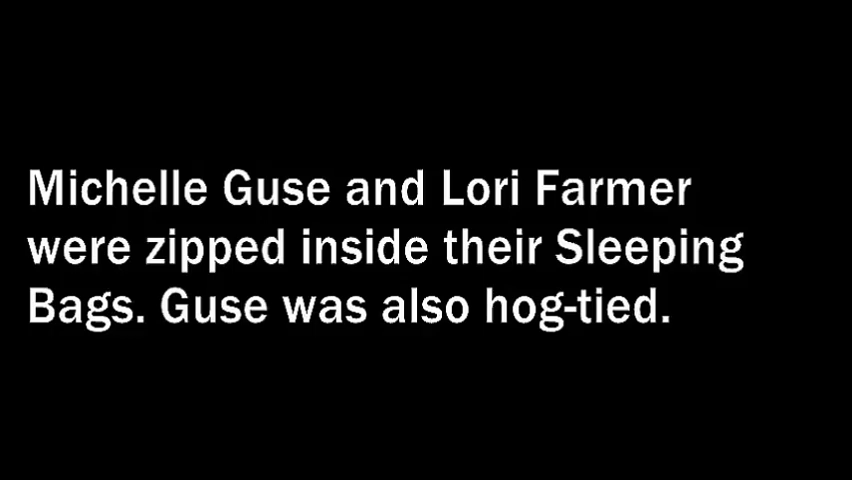 Michelle Guse and Lori Farmer
were zipped inside their Sleeping
Bags. Guse was also hog-tied.